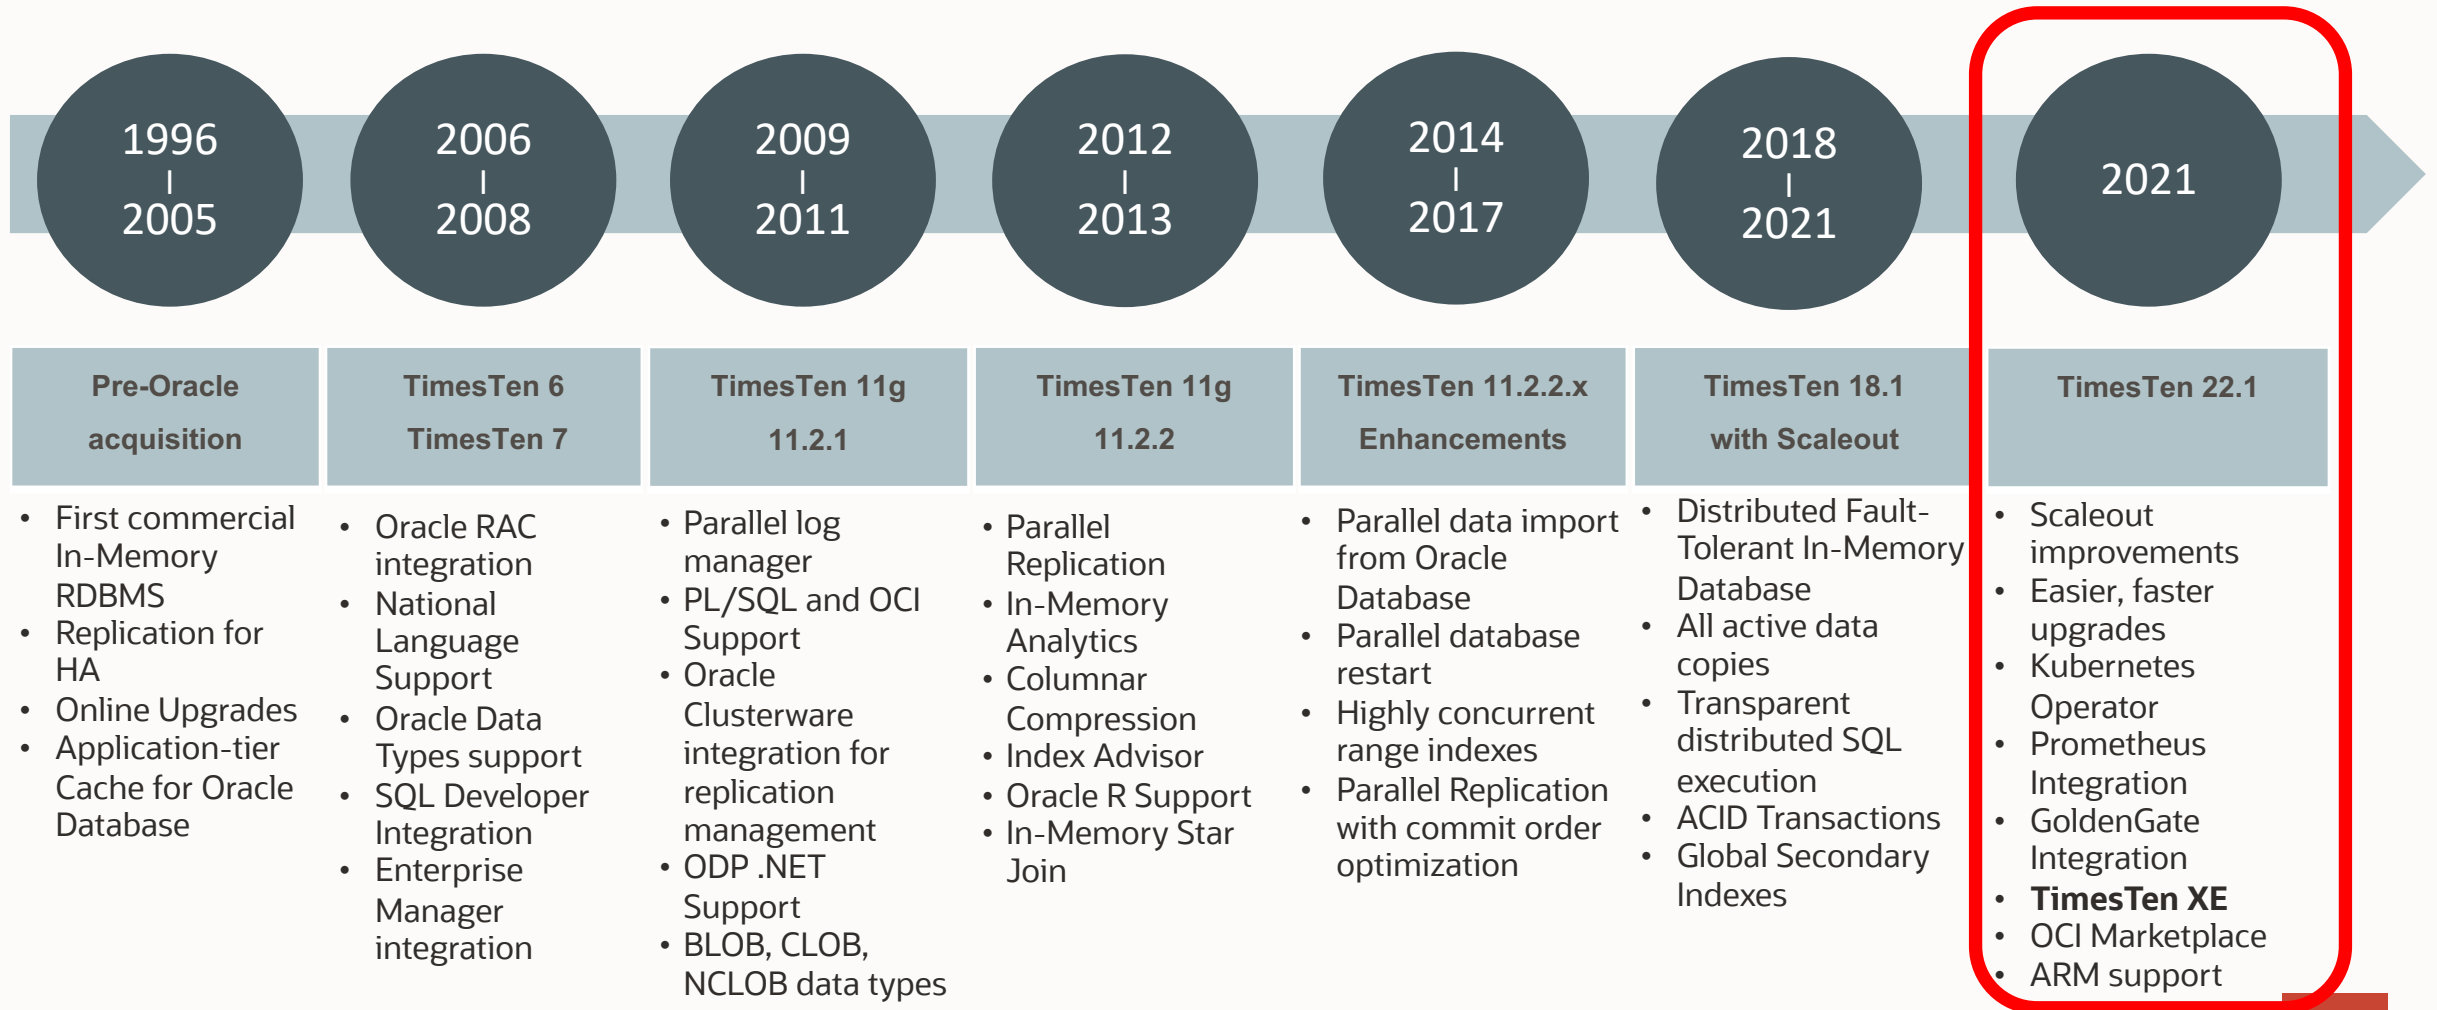 1996
|
2005
2006
|
2008
2009
|
2011
2012
|
2013
2014
|
2017
2018
|
2021
2021
Pre-Oracle
acquisition
TimesTen 6
TimesTen 7
TimesTen 11g
11.2.1
TimesTen 11g
11.2.2
TimesTen 11.2.2.x
Enhancements
TimesTen 18.1
with Scaleout
TimesTen 22.1
• First commercial
In-Memory
RDBMS
• Replication for
HA
• Online Upgrades
• Application-tier
Cache for Oracle
Database
• Oracle RAC
integration
• National
Language
Support
• Oracle Data
Types support
• SQL Developer
Integration
• Enterprise
Manager
integration
• Parallel log
manager
• PL/SQL and OCI
Support
• Oracle
Clusterware
integration for
replication
management
• ODP .NET
Support
• BLOB, CLOB,
NCLOB data types
• Parallel
Replication
• In-Memory
Analytics
• Columnar
Compression
• Index Advisor
• Oracle R Support
• In-Memory Star
Join
• Parallel data import
from Oracle
Database
• Parallel database
restart
• Highly concurrent
range indexes
• Parallel Replication
with commit order
optimization
• Distributed Fault-
Tolerant In-Memory
Database
• All active data
copies
• Transparent
distributed SQL
execution
• ACID Transactions
• Global Secondary
Indexes
• Scaleout
improvements
• Easier, faster
upgrades
• Kubernetes
Operator
• Prometheus
Integration
• GoldenGate
Integration
• TimesTen XE
• OCI Marketplace
• ARM support